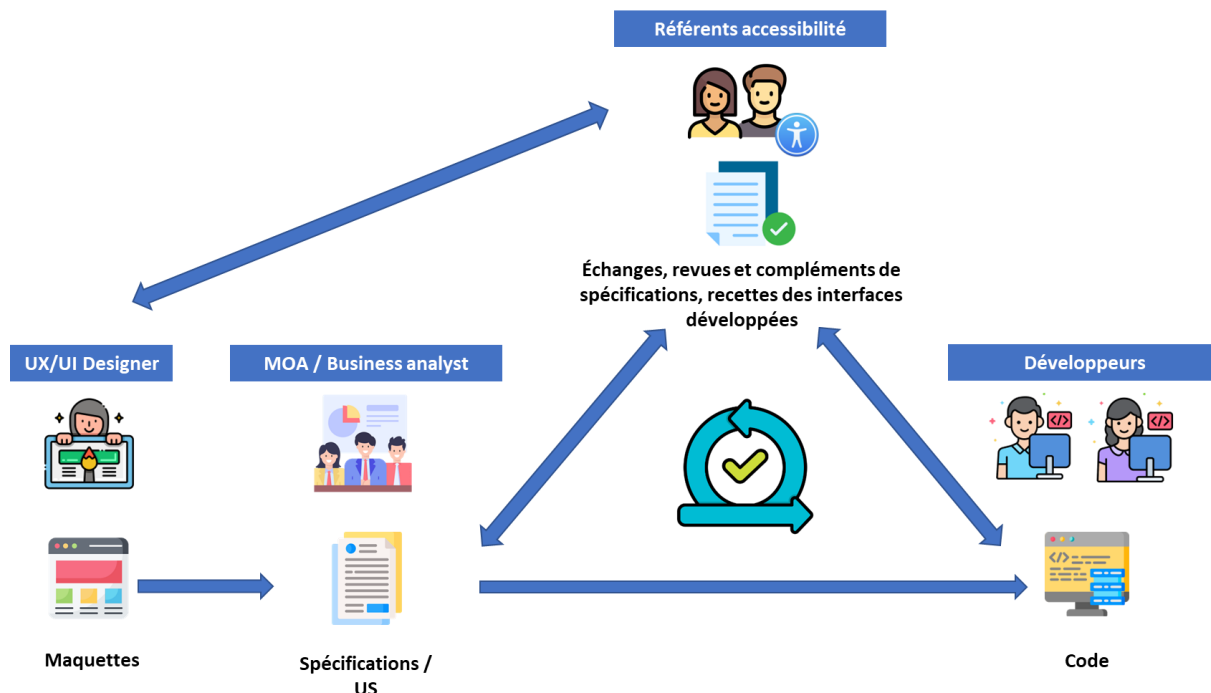 Référents accessibilité
Échanges, revues et compléments de
spécifications, recettes des interfaces
développées
UX/UI Designer
MOA / Business analyst
Développeurs
</>
</>
</>
Maquettes
Spécifications /
US
Code